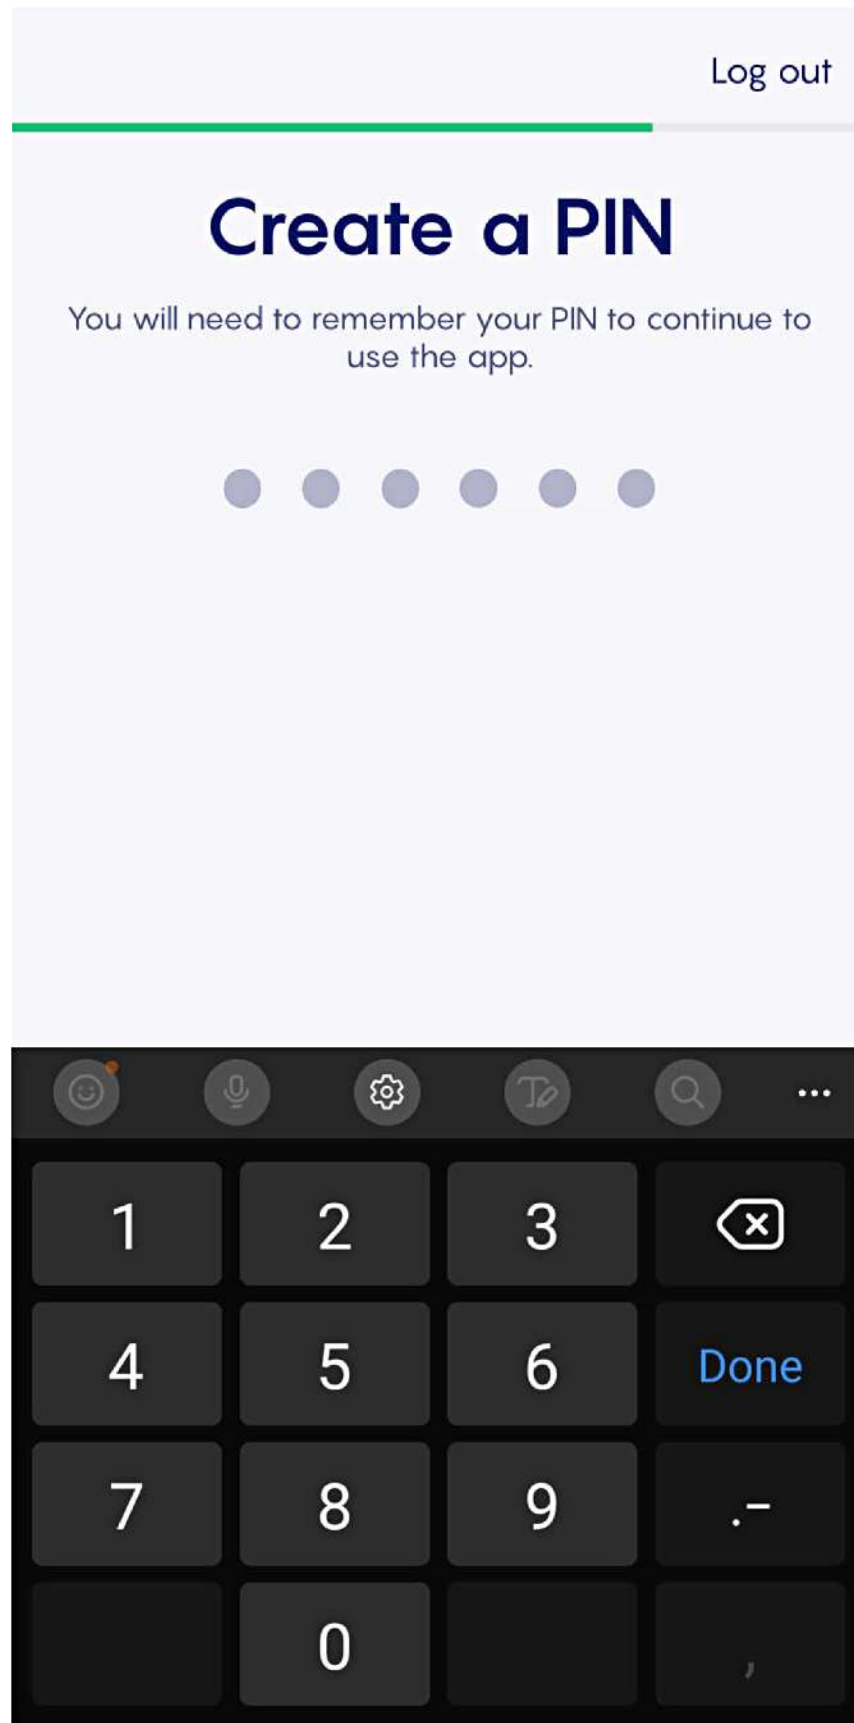 Log out
Create a PIN
You will need to remember your PIN to continue to
use the app.
1 2 3
4 5 6 Done
7 8 9 .-
0 ,